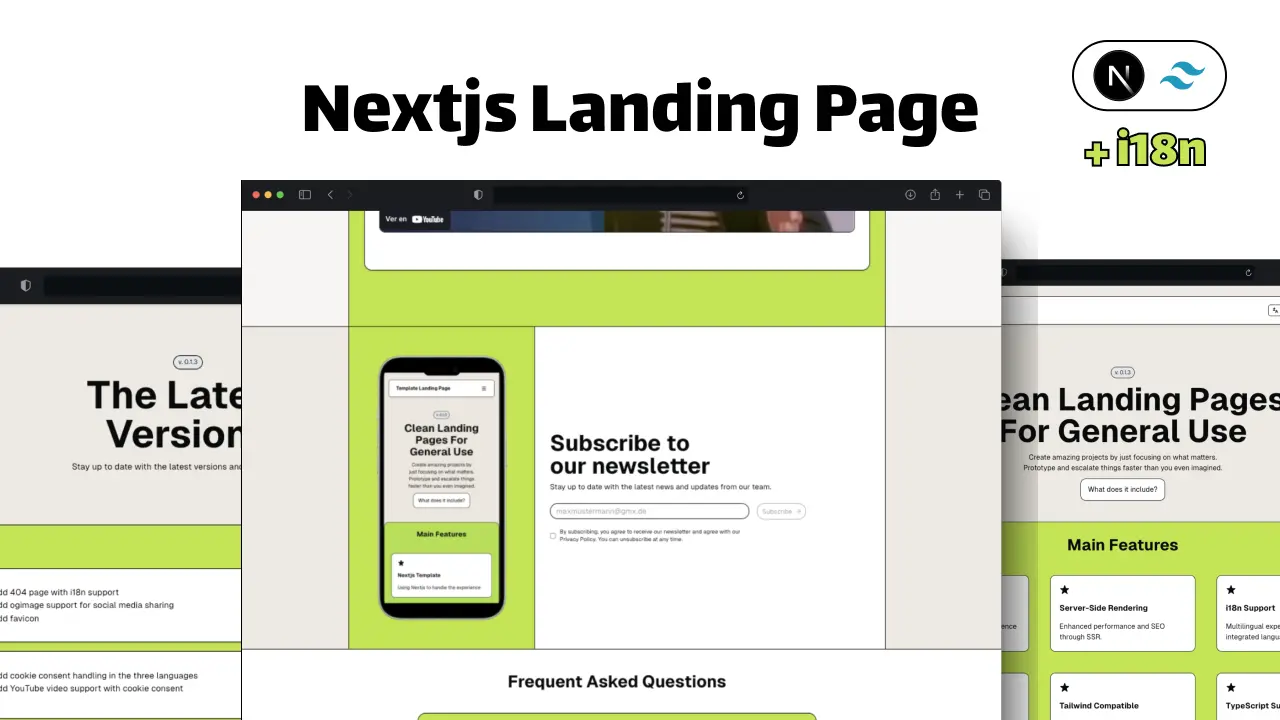 Nextjs Landing Page
N
+ i18n
Ver en YouTube
v. 0.1.3
The Late
Version
Stay up to date with the latest versions and
dd 404 page with i18n support
dd ogimage support for social media sharing
dd favicon
dd cookie consent handling in the three languages
dd YouTube video support with cookie consent
Template Landing Page
Clean Landing
Pages For
General Use
Create amazing projects by
just focusing on what matters.
Prototype and escalate things
faster than you even imagined.
What does it include?
Main Features
Nextjs Template
Using Nextjs to handle the experience
Subscribe to
our newsletter
Stay up to date with the latest news and updates from our team.
maxmustermann@gmx.de
Subscribe →
By subscribing, you agree to receive our newsletter and agree with our
Privacy Policy. You can unsubscribe at any time.
Frequent Asked Questions
v. 0.1.3
ean Landing Pages
For General Use
Create amazing projects by just focusing on what matters.
Prototype and escalate things faster than you even imagined.
What does it include?
Main Features
ence
Server-Side Rendering
Enhanced performance and SEO
through SSR.
i18n Support
Multilingual expe
integrated langu
Tailwind Compatible
TypeScript Su